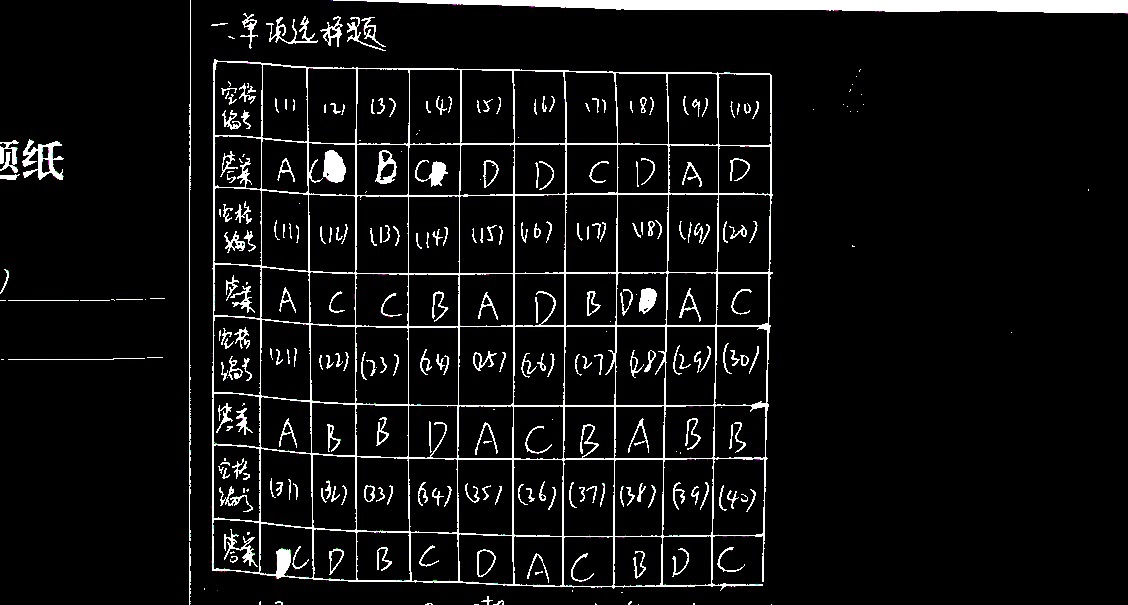 题纸
一、单项选择题
空格编号 (1) (2) (3) (4) (5) (6) (7) (8) (9) (10)
答案 A C B C D D C D A D
空格编号 (11) (12) (13) (14) (15) (16) (17) (18) (19) (20)
答案 A C C B A D B D A C
空格编号 (21) (22) (23) (24) (25) (26) (27) (28) (29) (30)
答案 A B B D A C B A B B
空格编号 (31) (32) (33) (34) (35) (36) (37) (38) (39) (40)
答案 C D B C D A C B D C